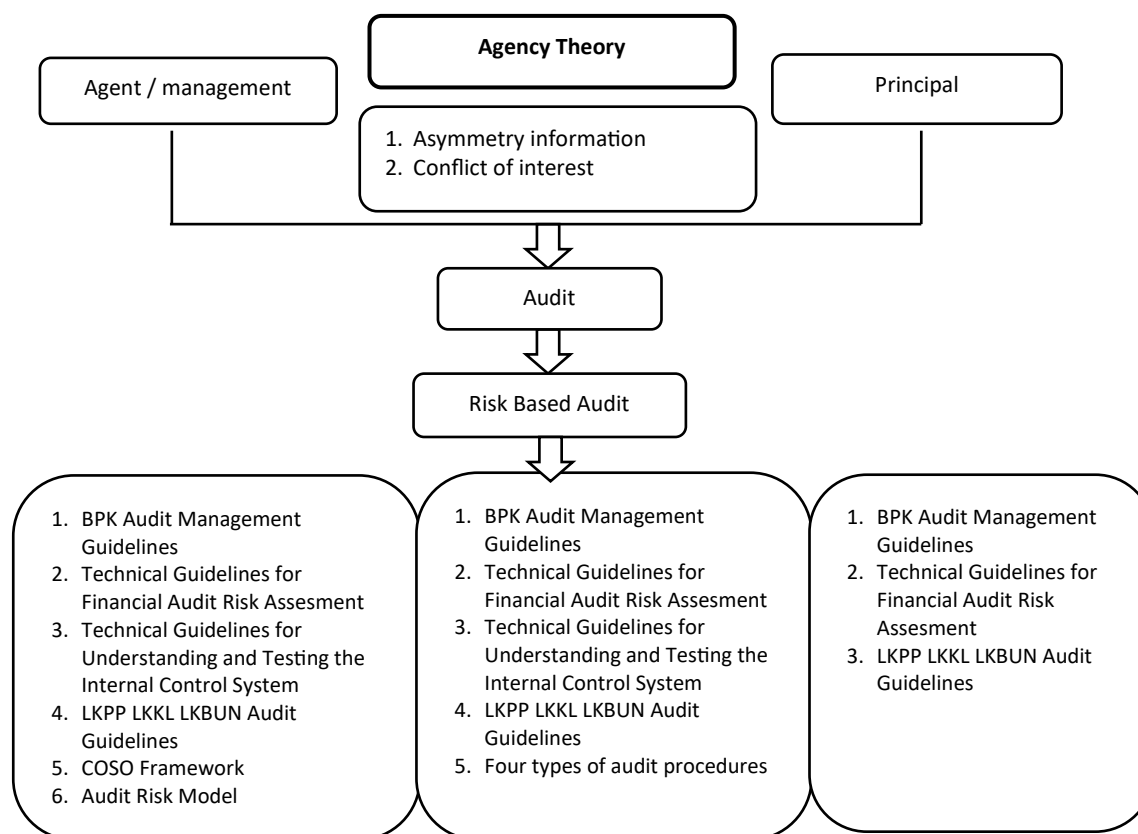 Agency Theory
Agent / management
Principal
1. Asymmetry information
2. Conflict of interest
Audit
Risk Based Audit
1. BPK Audit Management
Guidelines
2. Technical Guidelines for
Financial Audit Risk Assesment
3. Technical Guidelines for
Understanding and Testing the
Internal Control System
4. LKPP LKKL LKBUN Audit
Guidelines
5. COSO Framework
6. Audit Risk Model
1. BPK Audit Management
Guidelines
2. Technical Guidelines for
Financial Audit Risk Assesment
3. Technical Guidelines for
Understanding and Testing the
Internal Control System
4. LKPP LKKL LKBUN Audit
Guidelines
5. Four types of audit procedures
1. BPK Audit Management
Guidelines
2. Technical Guidelines for
Financial Audit Risk
Assesment
3. LKPP LKKL LKBUN Audit
Guidelines